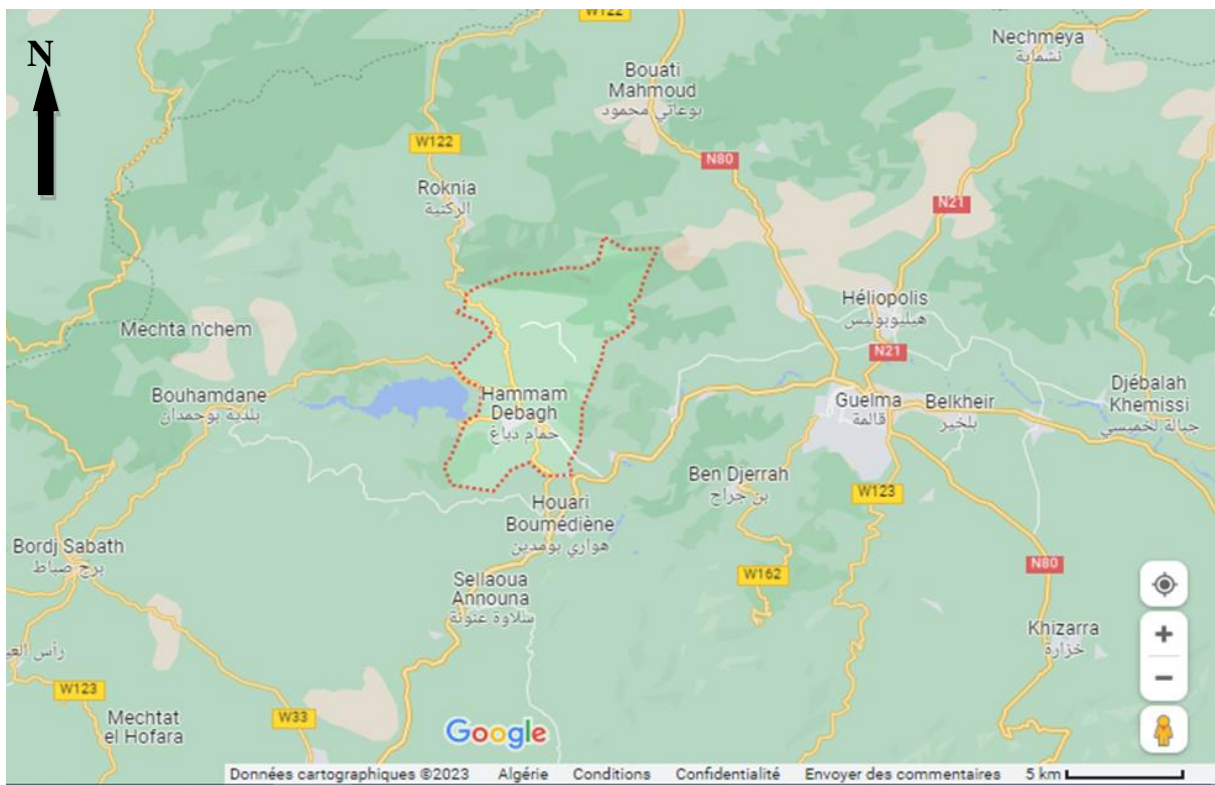 W122
N
Nechmeya
نشماية
Bouati
Mahmoud
بوعاتي محمود
W122
N80
Roknia
الركنية
N21
Héliopolis
هيليوبوليس
Mechta n'chem
N21
Bouhamdane
بلدية بوحمدان
Hammam
Debagh
حمام دباغ
Guelma
قالمة
Belkheir
بلخير
Djébalah
Khemissi
جبالة لخميسي
Ben Djerrah
بن جراح
W123
Houari
Boumédiène
هواري بومدين
Bordj Sabath
برج صباط
N80
W162
Sellaoua
Announa
سلاوة عنونة
Khizarra
خزارة
رأس العي
W123
Mechtat
el Hofara
W33
Google
Données cartographiques ©2023 Algérie Conditions Confidentialité Envoyer des commentaires 5 km